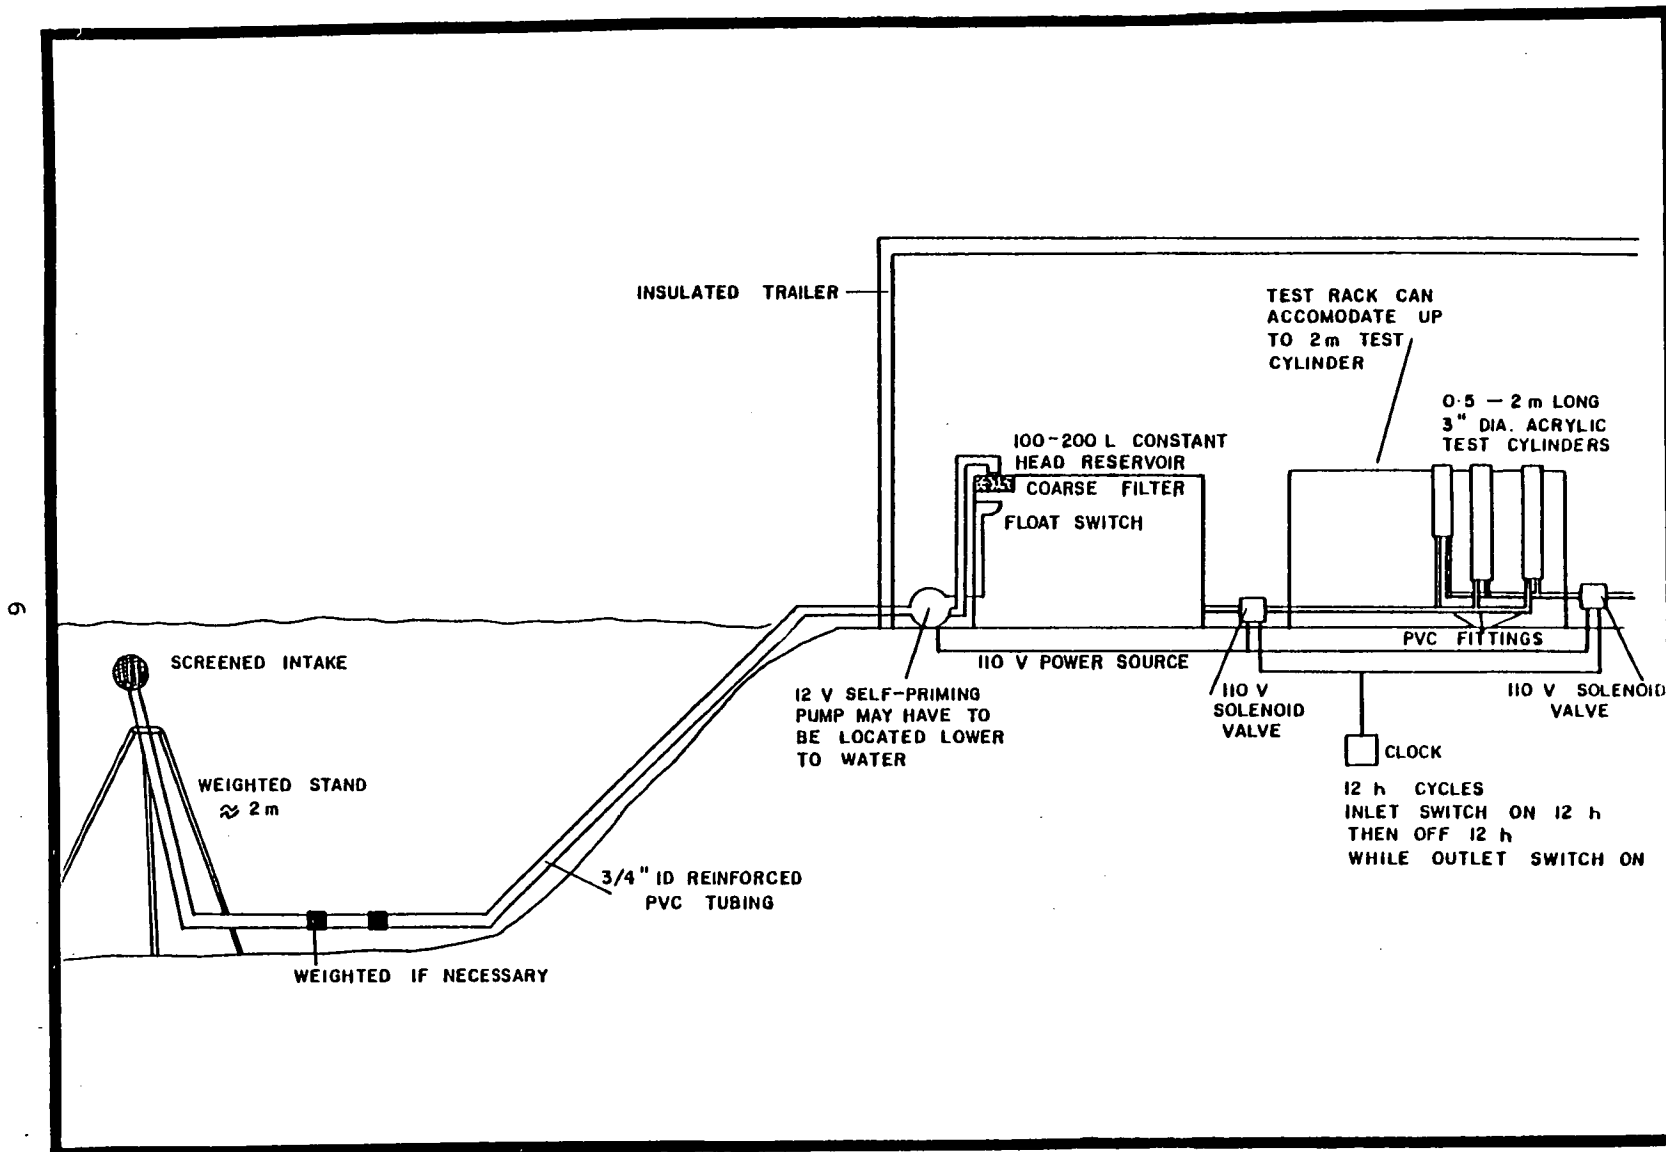 INSULATED TRAILER
TEST RACK CAN
ACCOMODATE UP
TO 2m TEST
CYLINDER
0·5 — 2 m LONG
3" DIA. ACRYLIC
TEST CYLINDERS
100-200 L CONSTANT
HEAD RESERVOIR
COARSE FILTER
FLOAT SWITCH
SCREENED INTAKE
PVC FITTINGS
110 V POWER SOURCE
12 V SELF-PRIMING
PUMP MAY HAVE TO
BE LOCATED LOWER
TO WATER
110 V
SOLENOID
VALVE
110 V SOLENOID
VALVE
CLOCK
12 h CYCLES
INLET SWITCH ON 12 h
THEN OFF 12 h
WHILE OUTLET SWITCH ON
WEIGHTED STAND
≈ 2 m
3/4" ID REINFORCED
PVC TUBING
WEIGHTED IF NECESSARY
6